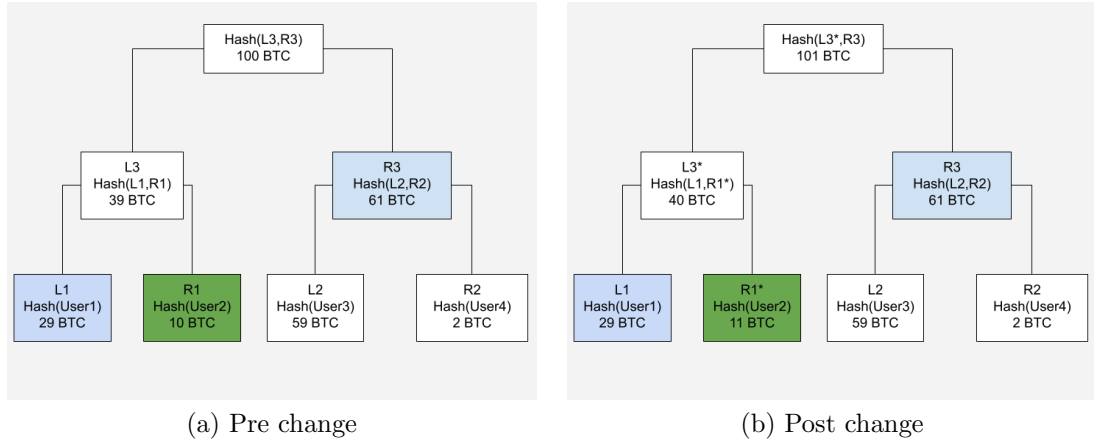 Hash(L3,R3)
100 BTC
L3
Hash(L1,R1)
39 BTC
R3
Hash(L2,R2)
61 BTC
L1
Hash(User1)
29 BTC
R1
Hash(User2)
10 BTC
L2
Hash(User3)
59 BTC
R2
Hash(User4)
2 BTC
(a) Pre change
Hash(L3*,R3)
101 BTC
L3*
Hash(L1,R1*)
40 BTC
R3
Hash(L2,R2)
61 BTC
L1
Hash(User1)
29 BTC
R1*
Hash(User2)
11 BTC
L2
Hash(User3)
59 BTC
R2
Hash(User4)
2 BTC
(b) Post change